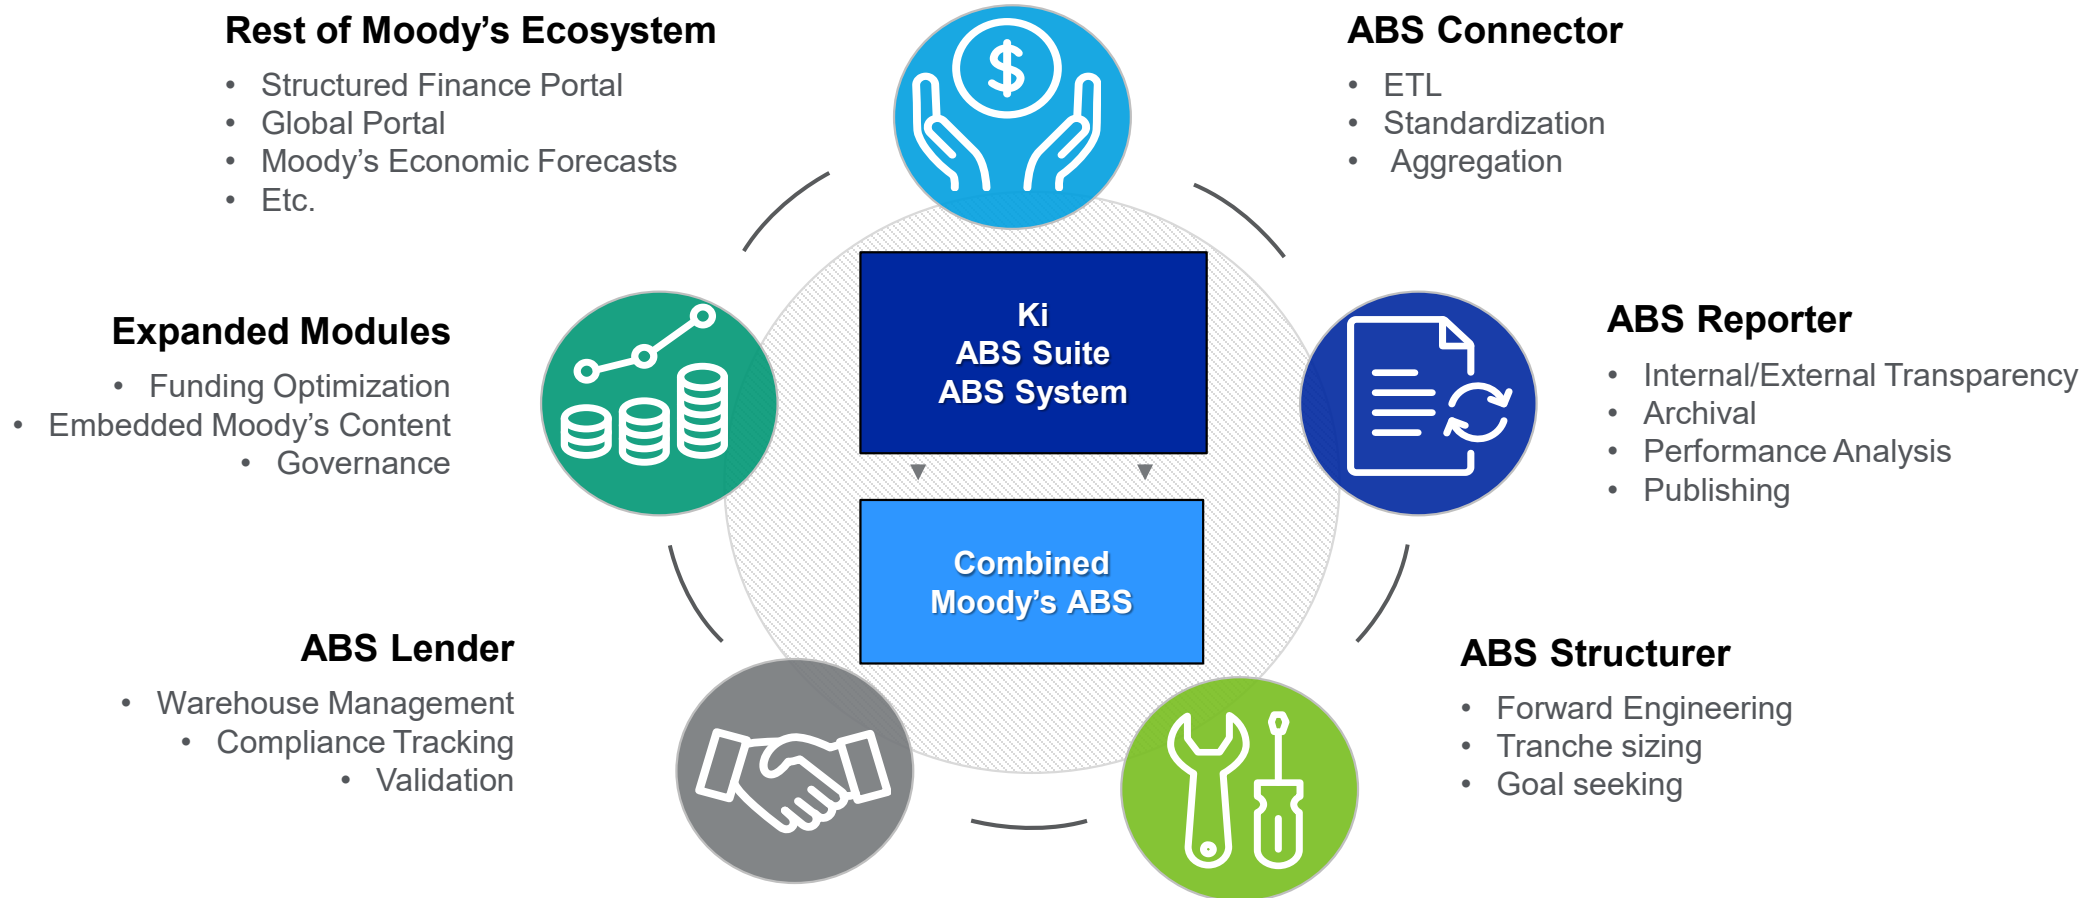 Rest of Moody’s Ecosystem
• Structured Finance Portal
• Global Portal
• Moody’s Economic Forecasts
• Etc.
ABS Connector
• ETL
• Standardization
• Aggregation
$
Ki
ABS Suite
ABS System
Combined
Moody’s ABS
Expanded Modules
• Funding Optimization
• Embedded Moody’s Content
• Governance
ABS Reporter
• Internal/External Transparency
• Archival
• Performance Analysis
• Publishing
ABS Lender
• Warehouse Management
• Compliance Tracking
• Validation
ABS Structurer
• Forward Engineering
• Tranche sizing
• Goal seeking